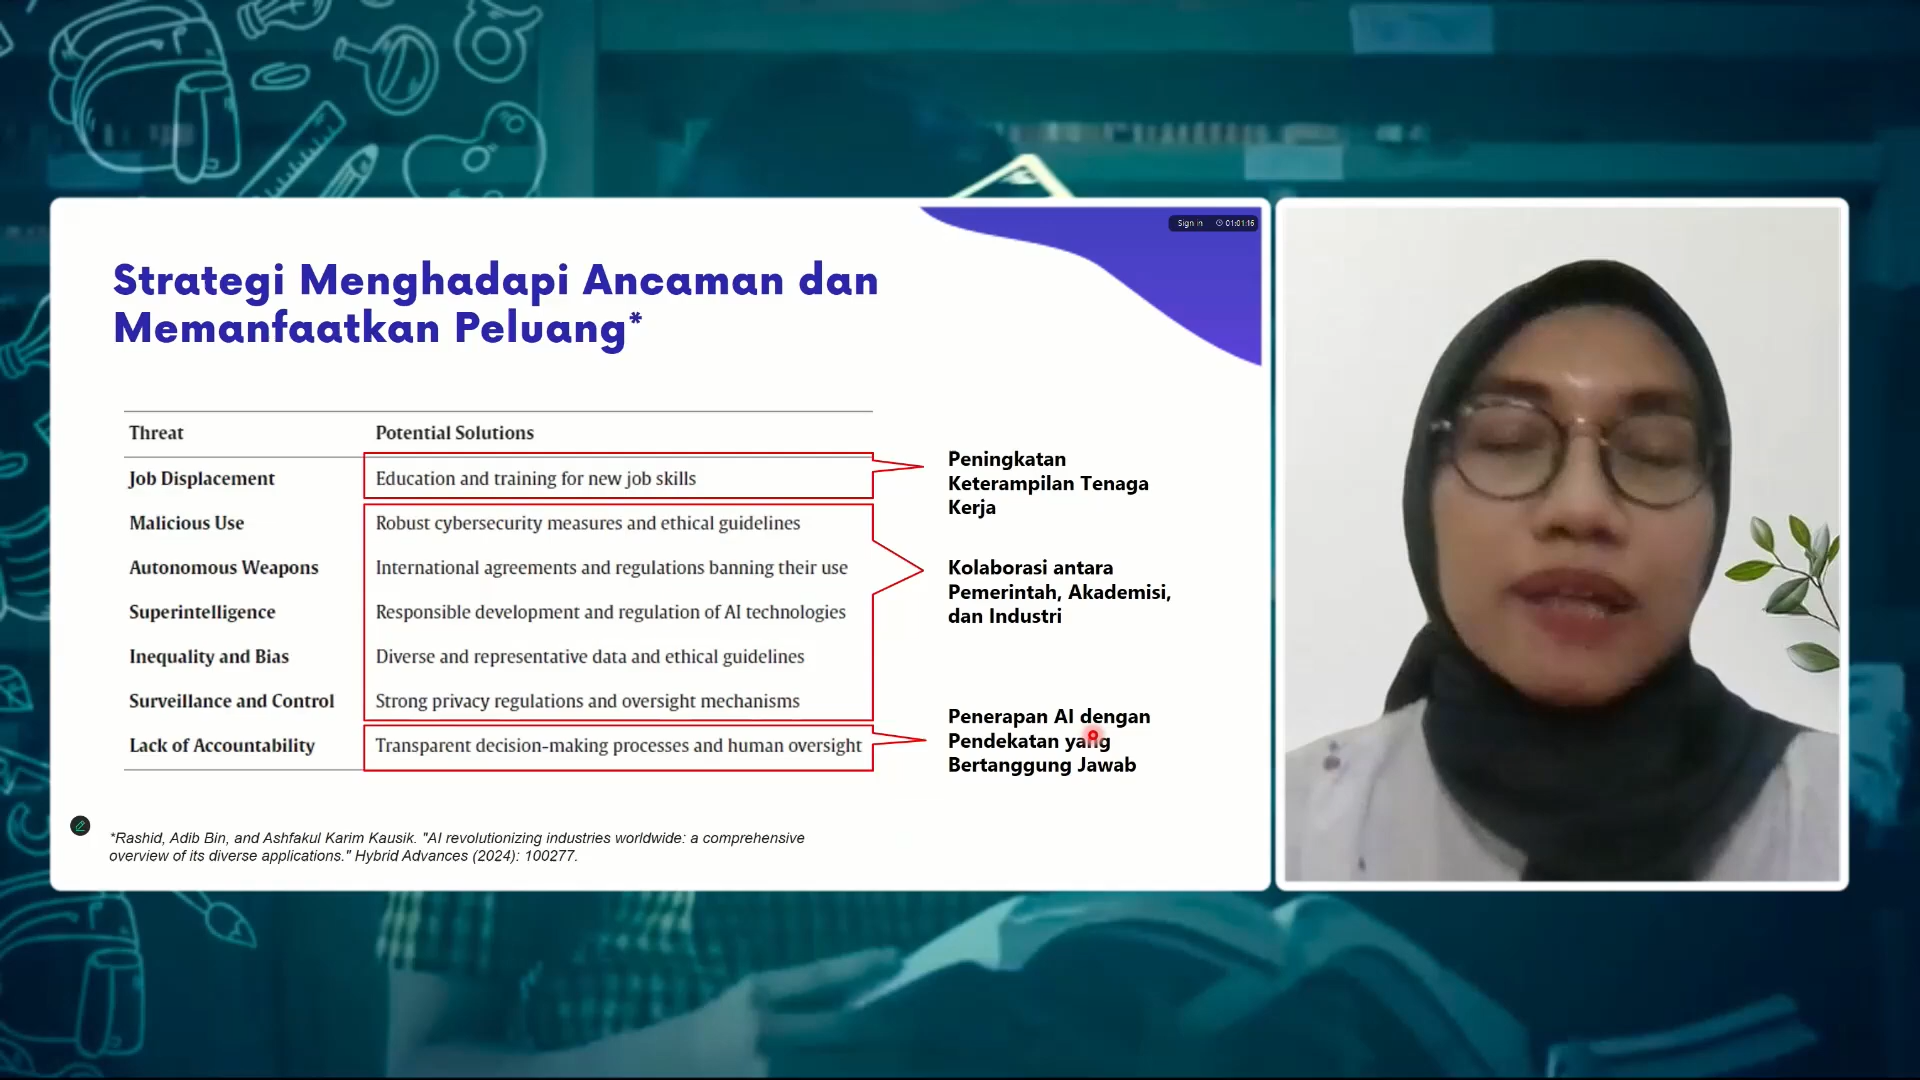 Sign in 01:01:16
Strategi Menghadapi Ancaman dan
Memanfaatkan Peluang*
Threat Potential Solutions
Job Displacement Education and training for new job skills
Malicious Use Robust cybersecurity measures and ethical guidelines
Autonomous Weapons International agreements and regulations banning their use
Superintelligence Responsible development and regulation of AI technologies
Inequality and Bias Diverse and representative data and ethical guidelines
Surveillance and Control Strong privacy regulations and oversight mechanisms
Lack of Accountability Transparent decision-making processes and human oversight
Peningkatan
Keterampilan Tenaga
Kerja
Kolaborasi antara
Pemerintah, Akademisi,
dan Industri
Penerapan AI dengan
Pendekatan yang
Bertanggung Jawab
*Rashid, Adib Bin, and Ashfakul Karim Kausik. "AI revolutionizing industries worldwide: a comprehensive
overview of its diverse applications." Hybrid Advances (2024): 100277.